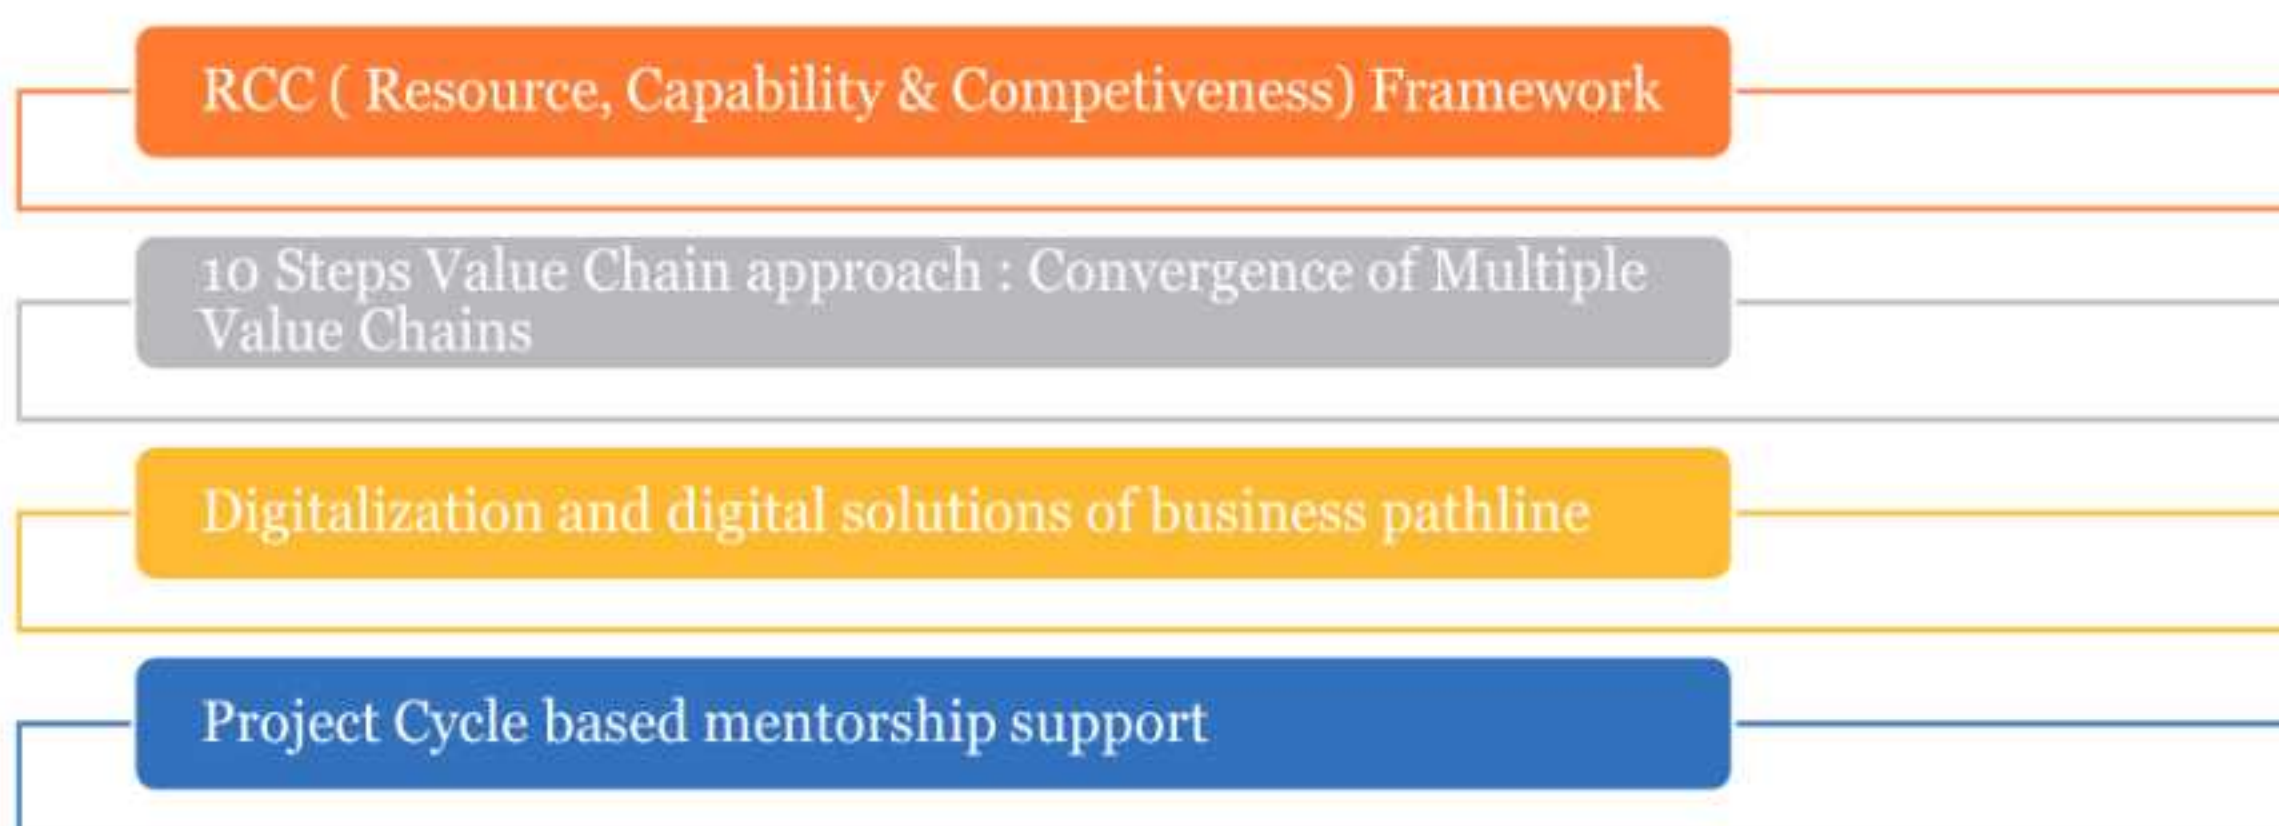 RCC ( Resource, Capability & Competiveness) Framework
10 Steps Value Chain approach : Convergence of Multiple
Value Chains
Digitalization and digital solutions of business pathline
Project Cycle based mentorship support